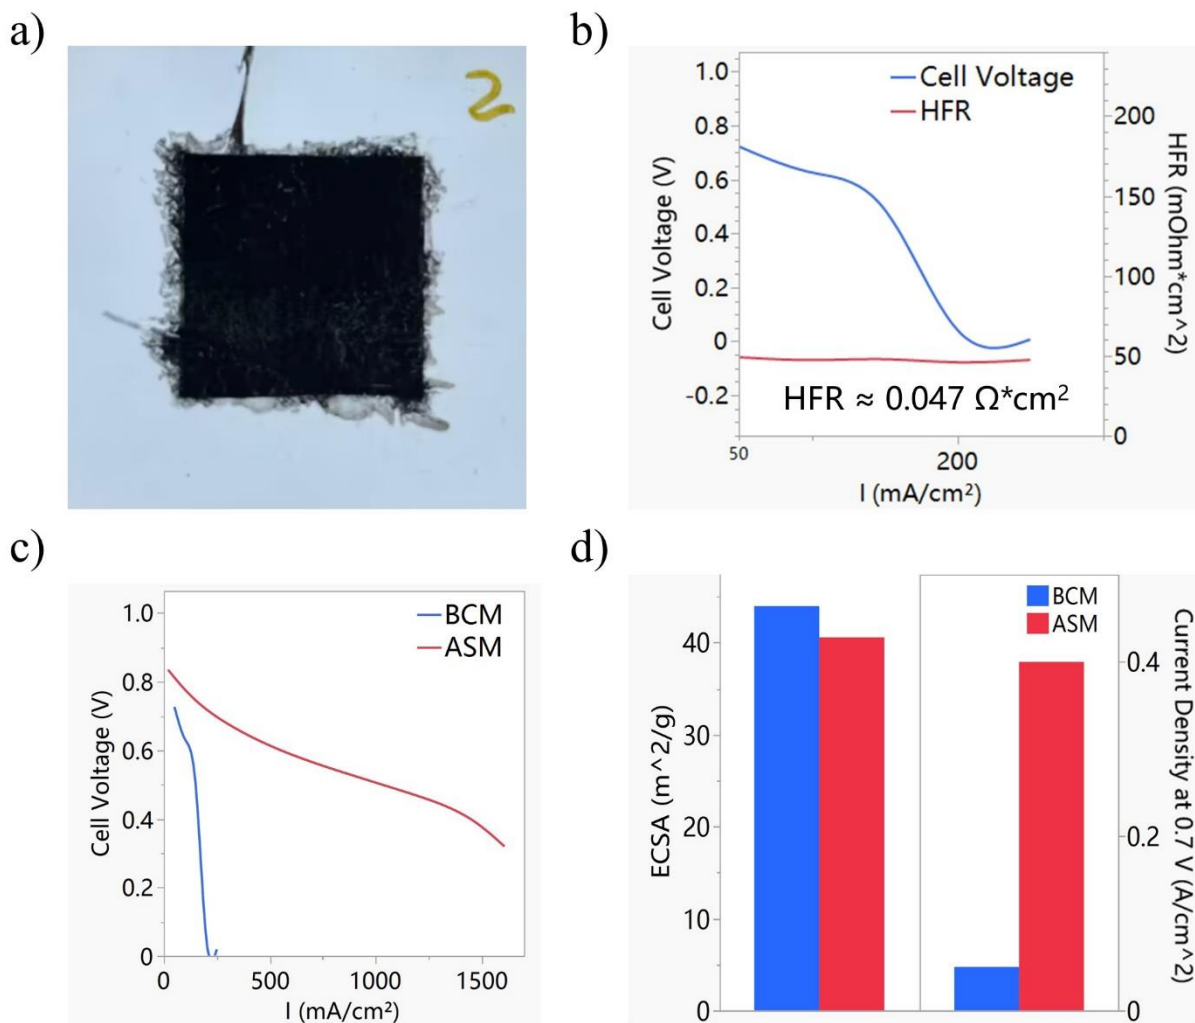 a)
2
b)
1.0
0.8
0.6
0.4
0.2
0
-0.2
Cell Voltage (V)
Cell Voltage
HFR
200
150
100
50
0
HFR (mOhm*cm^2)
HFR ≈ 0.047 Ω*cm²
50
200
I (mA/cm²)
c)
1.0
0.8
0.6
0.4
0.2
0
Cell Voltage (V)
BCM
ASM
0
500
1000
1500
I (mA/cm²)
d)
40
30
20
10
0
ECSA (m^2/g)
BCM
ASM
0.4
0.2
0
Current Density at 0.7 V (A/cm^2)